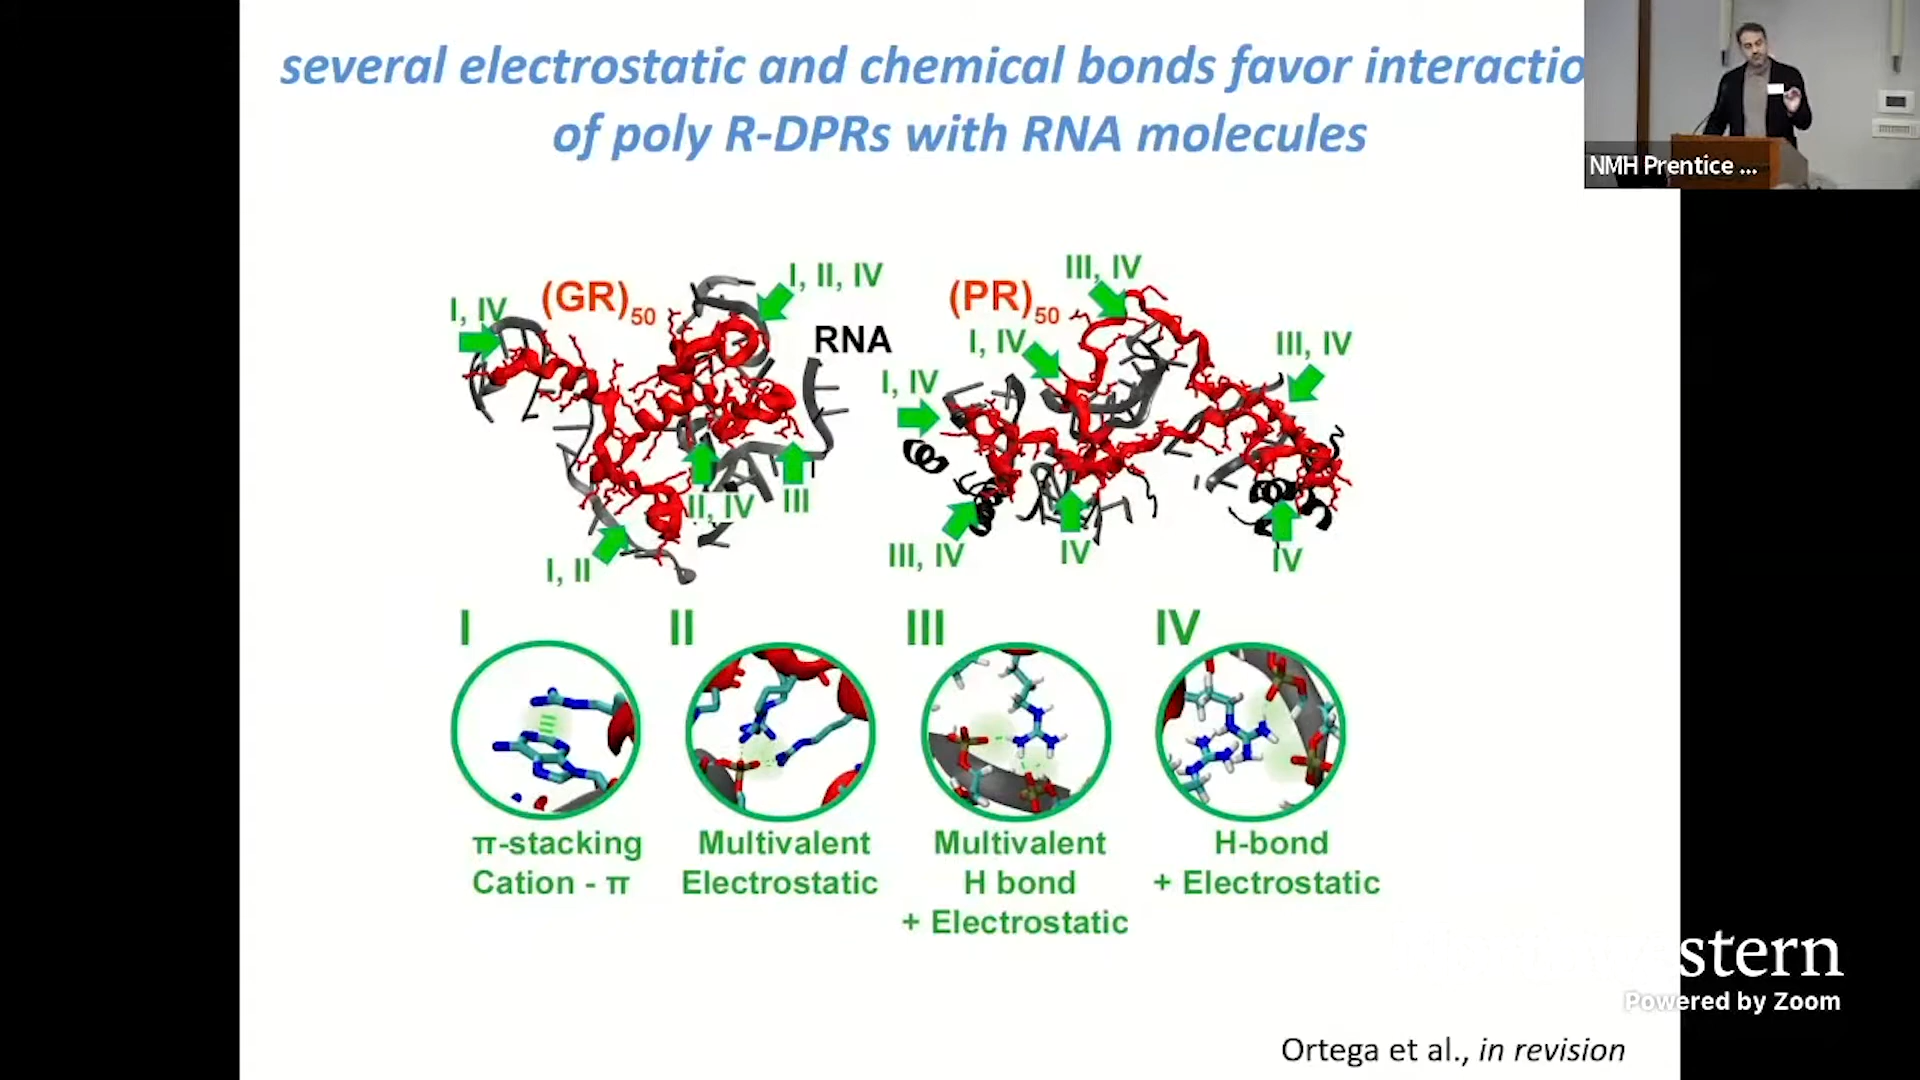 several electrostatic and chemical bonds favor interactio
of poly R-DPRs with RNA molecules
NMH Prentice ...
I, IV
(GR)50
I, II, IV
RNA
II, IV
III
I, II
(PR)50
III, IV
I, IV
III, IV
I, IV
III, IV
IV
IV
I
II
III
IV
π-stacking
Cation - π
Multivalent
Electrostatic
Multivalent
H bond
+ Electrostatic
H-bond
+ Electrostatic
stern
Powered by Zoom
Ortega et al., in revision